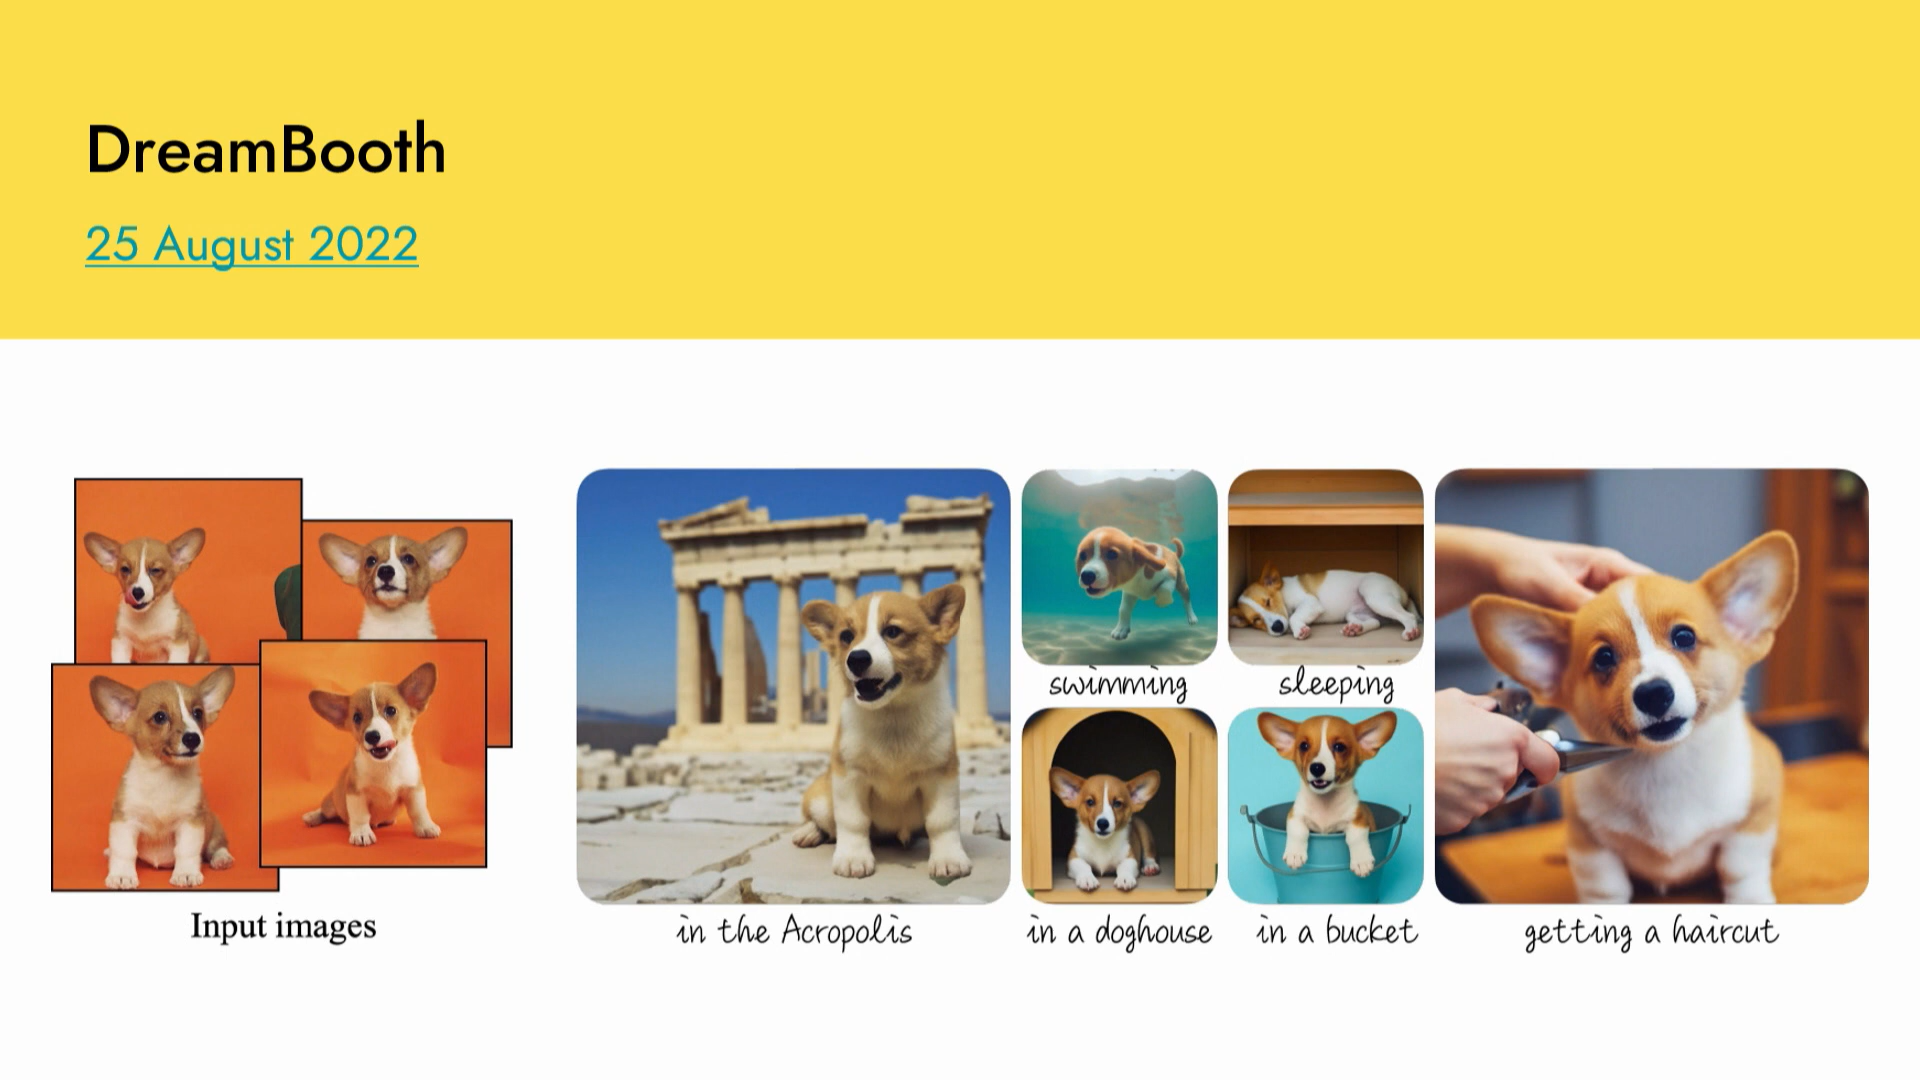 DreamBooth
25 August 2022
swimming
sleeping
Input images
in the Acropolis
in a doghouse
in a bucket
getting a haircut